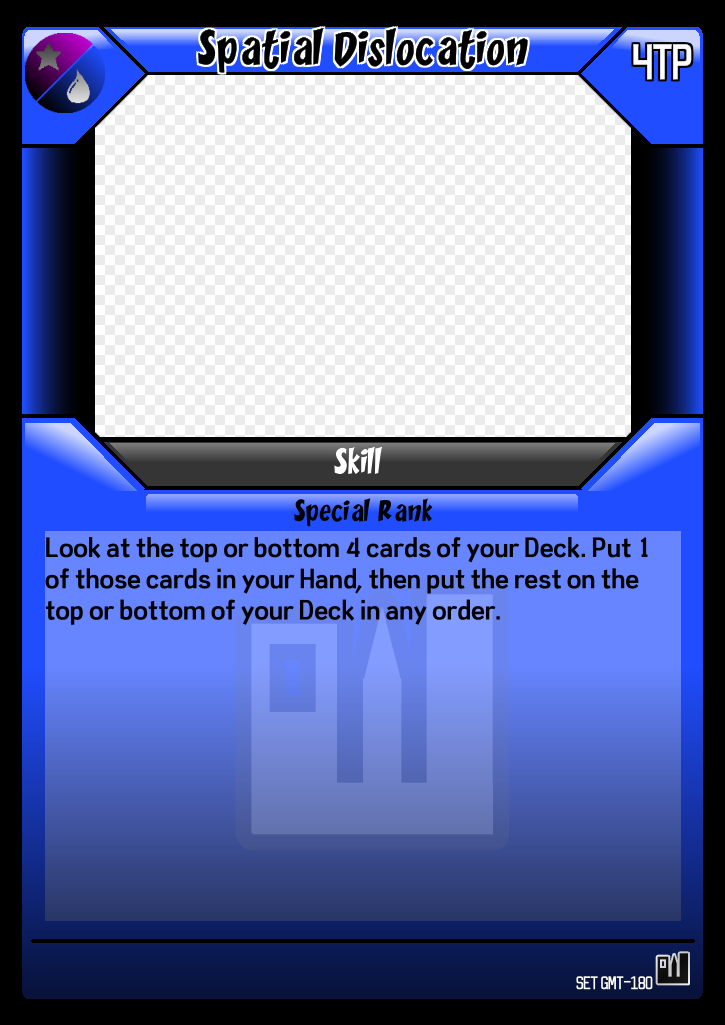 Spatial Dislocation
4TP
Skill
Special Rank
Look at the top or bottom 4 cards of your Deck. Put 1
of those cards in your Hand, then put the rest on the
top or bottom of your Deck in any order.
SET GMT-180